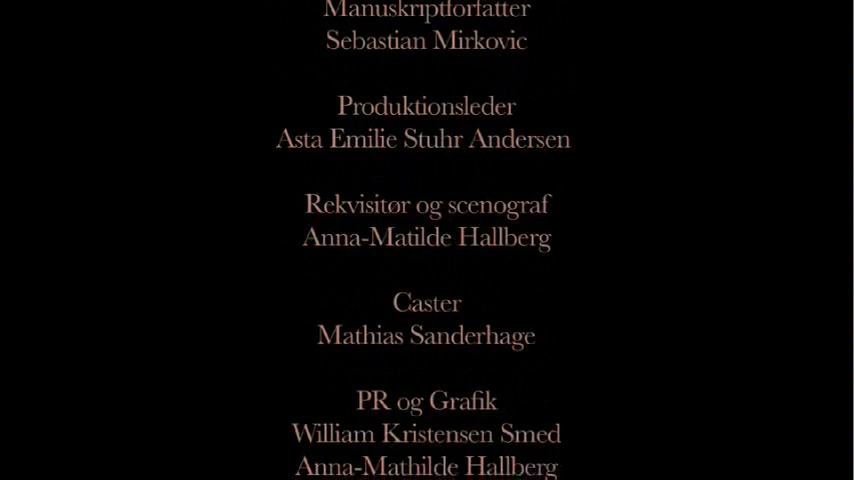 Manuskriptforfatter
Sebastian Mirkovic
Produktionsleder
Asta Emilie Stuhr Andersen
Rekvisitør og scenograf
Anna-Matilde Hallberg
Caster
Mathias Sanderhage
PR og Grafik
William Kristensen Smed
Anna-Mathilde Hallberg